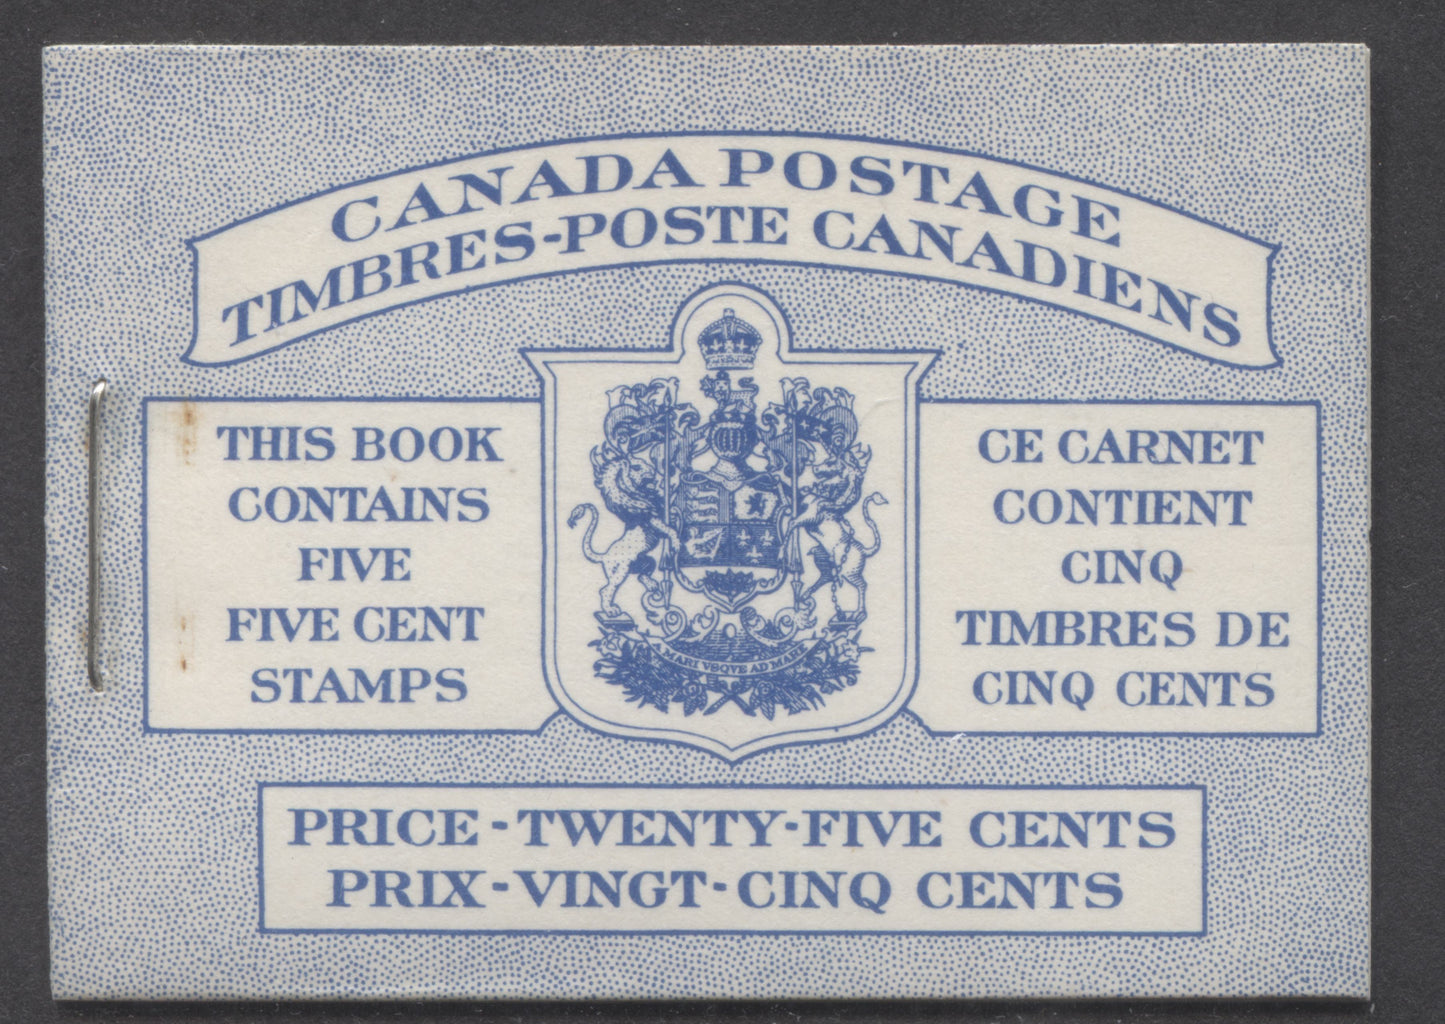 CANADA POSTAGE
TIMBRES-POSTE CANADIENS
THIS BOOK
CONTAINS
FIVE
FIVE CENT
STAMPS
A MARI VSQVE AD MARE
CE CARNET
CONTIENT
CINQ
TIMBRES DE
CINQ CENTS
PRICE - TWENTY-FIVE CENTS
PRIX - VINGT - CINQ CENTS